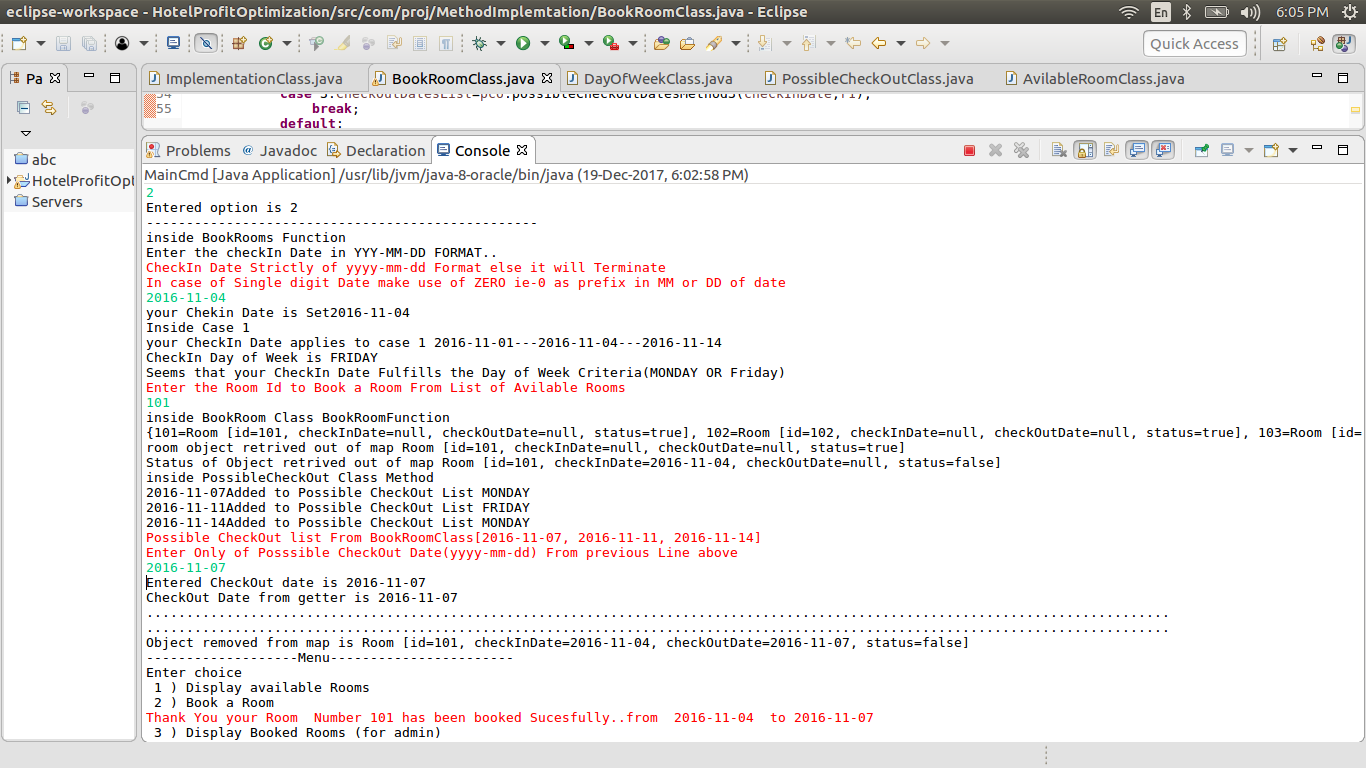 eclipse-workspace - HotelProfitOptimization/src/com/proj/MethodImplemtation/BookRoomClass.java - Eclipse
En
6:05 PM
Quick Access
Pa
ImplementationClass.java
BookRoomClass.java
DayOfWeekClass.java
PossibleCheckOutClass.java
AvilableRoomClass.java
54 case 3:checkOutDatesList=pco.possibleCheckOutDatesMethod3(checkInDate,r1);
55 break;
default:
abc
HotelProfitOpt
Servers
Problems
@ Javadoc
Declaration
Console
MainCmd [Java Application] /usr/lib/jvm/java-8-oracle/bin/java (19-Dec-2017, 6:02:58 PM)
2
Entered option is 2
-------------------------------------------------
inside BookRooms Function
Enter the checkIn Date in YYY-MM-DD FORMAT..
CheckIn Date Strictly of yyyy-mm-dd Format else it will Terminate
In case of Single digit Date make use of ZERO ie-0 as prefix in MM or DD of date
2016-11-04
your Chekin Date is Set2016-11-04
Inside Case 1
your CheckIn Date applies to case 1 2016-11-01---2016-11-04---2016-11-14
CheckIn Day of Week is FRIDAY
Seems that your CheckIn Date Fulfills the Day of Week Criteria(MONDAY OR Friday)
Enter the Room Id to Book a Room From List of Avilable Rooms
101
inside BookRoom Class BookRoomFunction
{101=Room [id=101, checkInDate=null, checkOutDate=null, status=true], 102=Room [id=102, checkInDate=null, checkOutDate=null, status=true], 103=Room [id=
room object retrived out of map Room [id=101, checkInDate=null, checkOutDate=null, status=true]
Status of Object retrived out of map Room [id=101, checkInDate=2016-11-04, checkOutDate=null, status=false]
inside PossibleCheckOut Class Method
2016-11-07Added to Possible CheckOut List MONDAY
2016-11-11Added to Possible CheckOut List FRIDAY
2016-11-14Added to Possible CheckOut List MONDAY
Possible CheckOut list From BookRoomClass[2016-11-07, 2016-11-11, 2016-11-14]
Enter Only of Posssible CheckOut Date(yyyy-mm-dd) From previous Line above
2016-11-07
Entered CheckOut date is 2016-11-07
CheckOut Date from getter is 2016-11-07
................................................................................................................................
................................................................................................................................
Object removed from map is Room [id=101, checkInDate=2016-11-04, checkOutDate=2016-11-07, status=false]
-------------------Menu-----------------------
Enter choice
1 ) Display available Rooms
2 ) Book a Room
Thank You your Room  Number 101 has been booked Sucesfully..from  2016-11-04  to 2016-11-07
3 ) Display Booked Rooms (for admin)